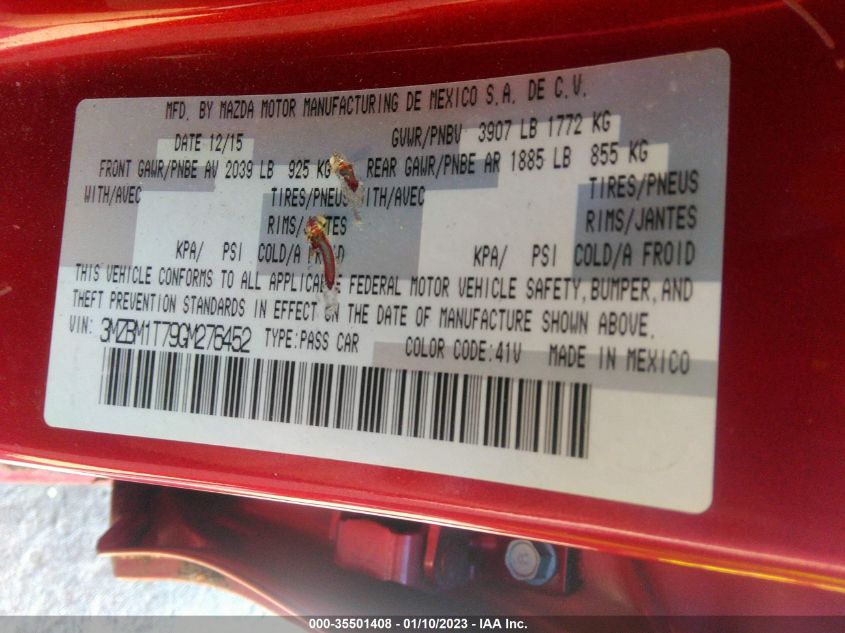 MFD. BY MAZDA MOTOR MANUFACTURING DE MEXICO S.A. DE C.V.
DATE 12/15 GVWR/PNBV 3907 LB 1772 KG
FRONT GAWR/PNBE AV 2039 LB 925 KG REAR GAWR/PNBE AR 1885 LB 855 KG
WITH/AVEC TIRES/PNEUS WITH/AVEC TIRES/PNEUS
RIMS/JANTES RIMS/JANTES
KPA/ PSI COLD/A FROID KPA/ PSI COLD/A FROID
THIS VEHICLE CONFORMS TO ALL APPLICABLE FEDERAL MOTOR VEHICLE SAFETY, BUMPER, AND
THEFT PREVENTION STANDARDS IN EFFECT ON THE DATE OF MANUFACTURE SHOWN ABOVE.
VIN: 3MZBM1T79GM276452 TYPE:PASS CAR COLOR CODE:41V MADE IN MEXICO
000-35501408 - 01/10/2023 - IAA Inc.